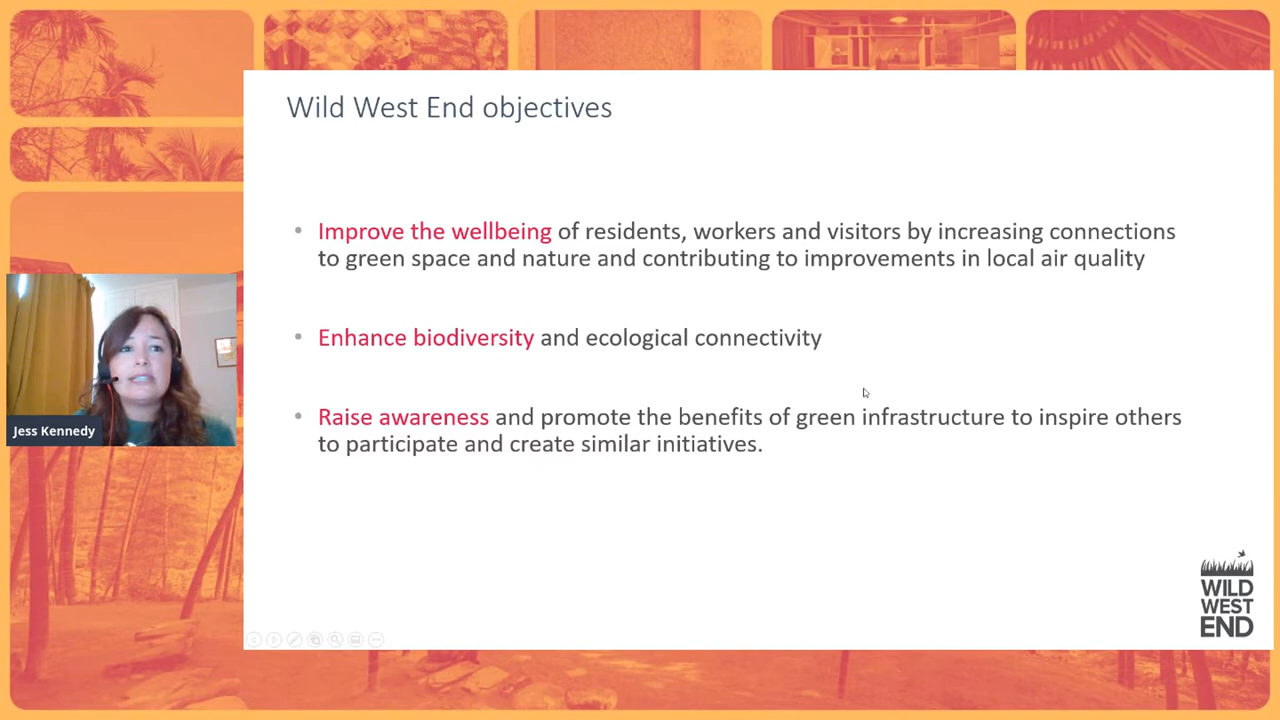 Wild West End objectives
• Improve the wellbeing of residents, workers and visitors by increasing connections
to green space and nature and contributing to improvements in local air quality
• Enhance biodiversity and ecological connectivity
• Raise awareness and promote the benefits of green infrastructure to inspire others
to participate and create similar initiatives.
Jess Kennedy
WILD
WEST
END